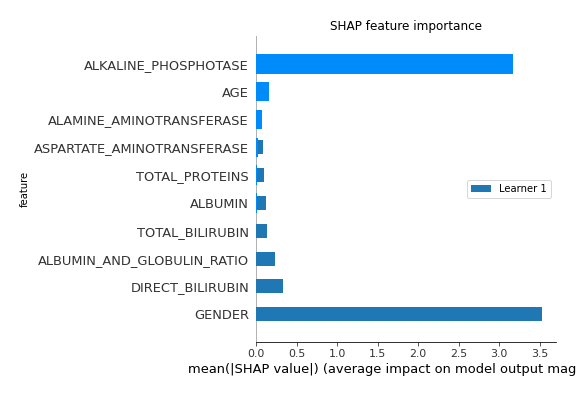 SHAP feature importance
ALKALINE_PHOSPHOTASE
AGE
ALAMINE_AMINOTRANSFERASE
ASPARTATE_AMINOTRANSFERASE
TOTAL_PROTEINS
ALBUMIN
TOTAL_BILIRUBIN
ALBUMIN_AND_GLOBULIN_RATIO
DIRECT_BILIRUBIN
GENDER
feature
Learner 1
0.0 0.5 1.0 1.5 2.0 2.5 3.0 3.5
mean(|SHAP value|) (average impact on model output mag